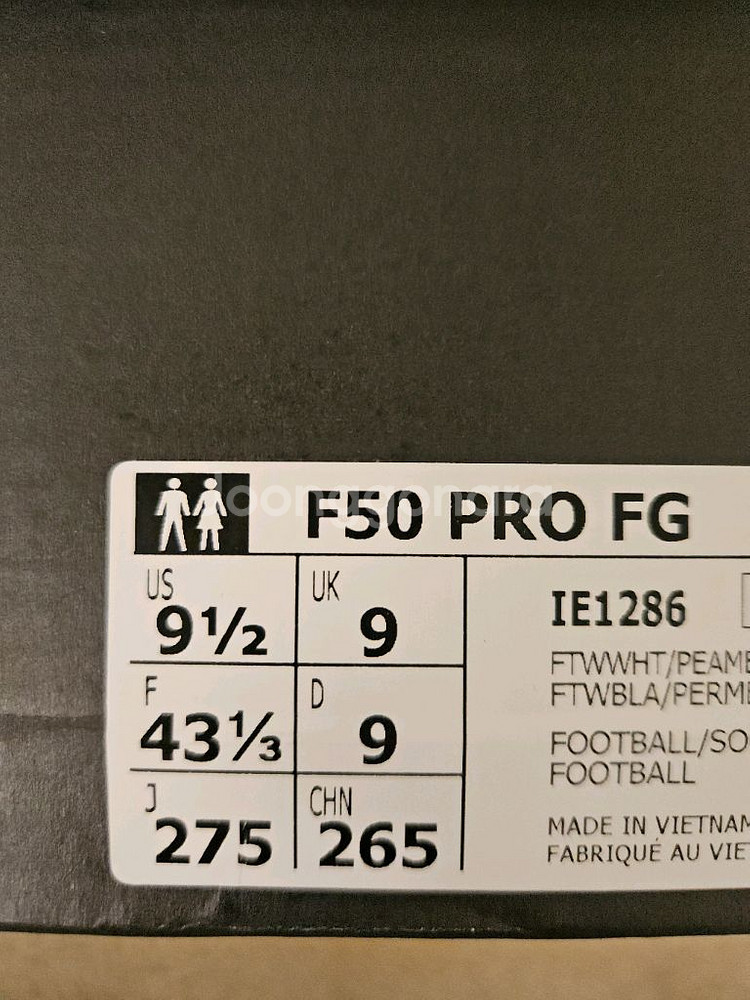 joonggonara
F50 PRO FG
US
9½
UK
9
F
43⅓
D
9
J
275
CHN
265
IE1286
FTWWHT/PEAME
FTWBLA/PERME
FOOTBALL/SO
FOOTBALL
MADE IN VIETNAM
FABRIQUÉ AU VIE